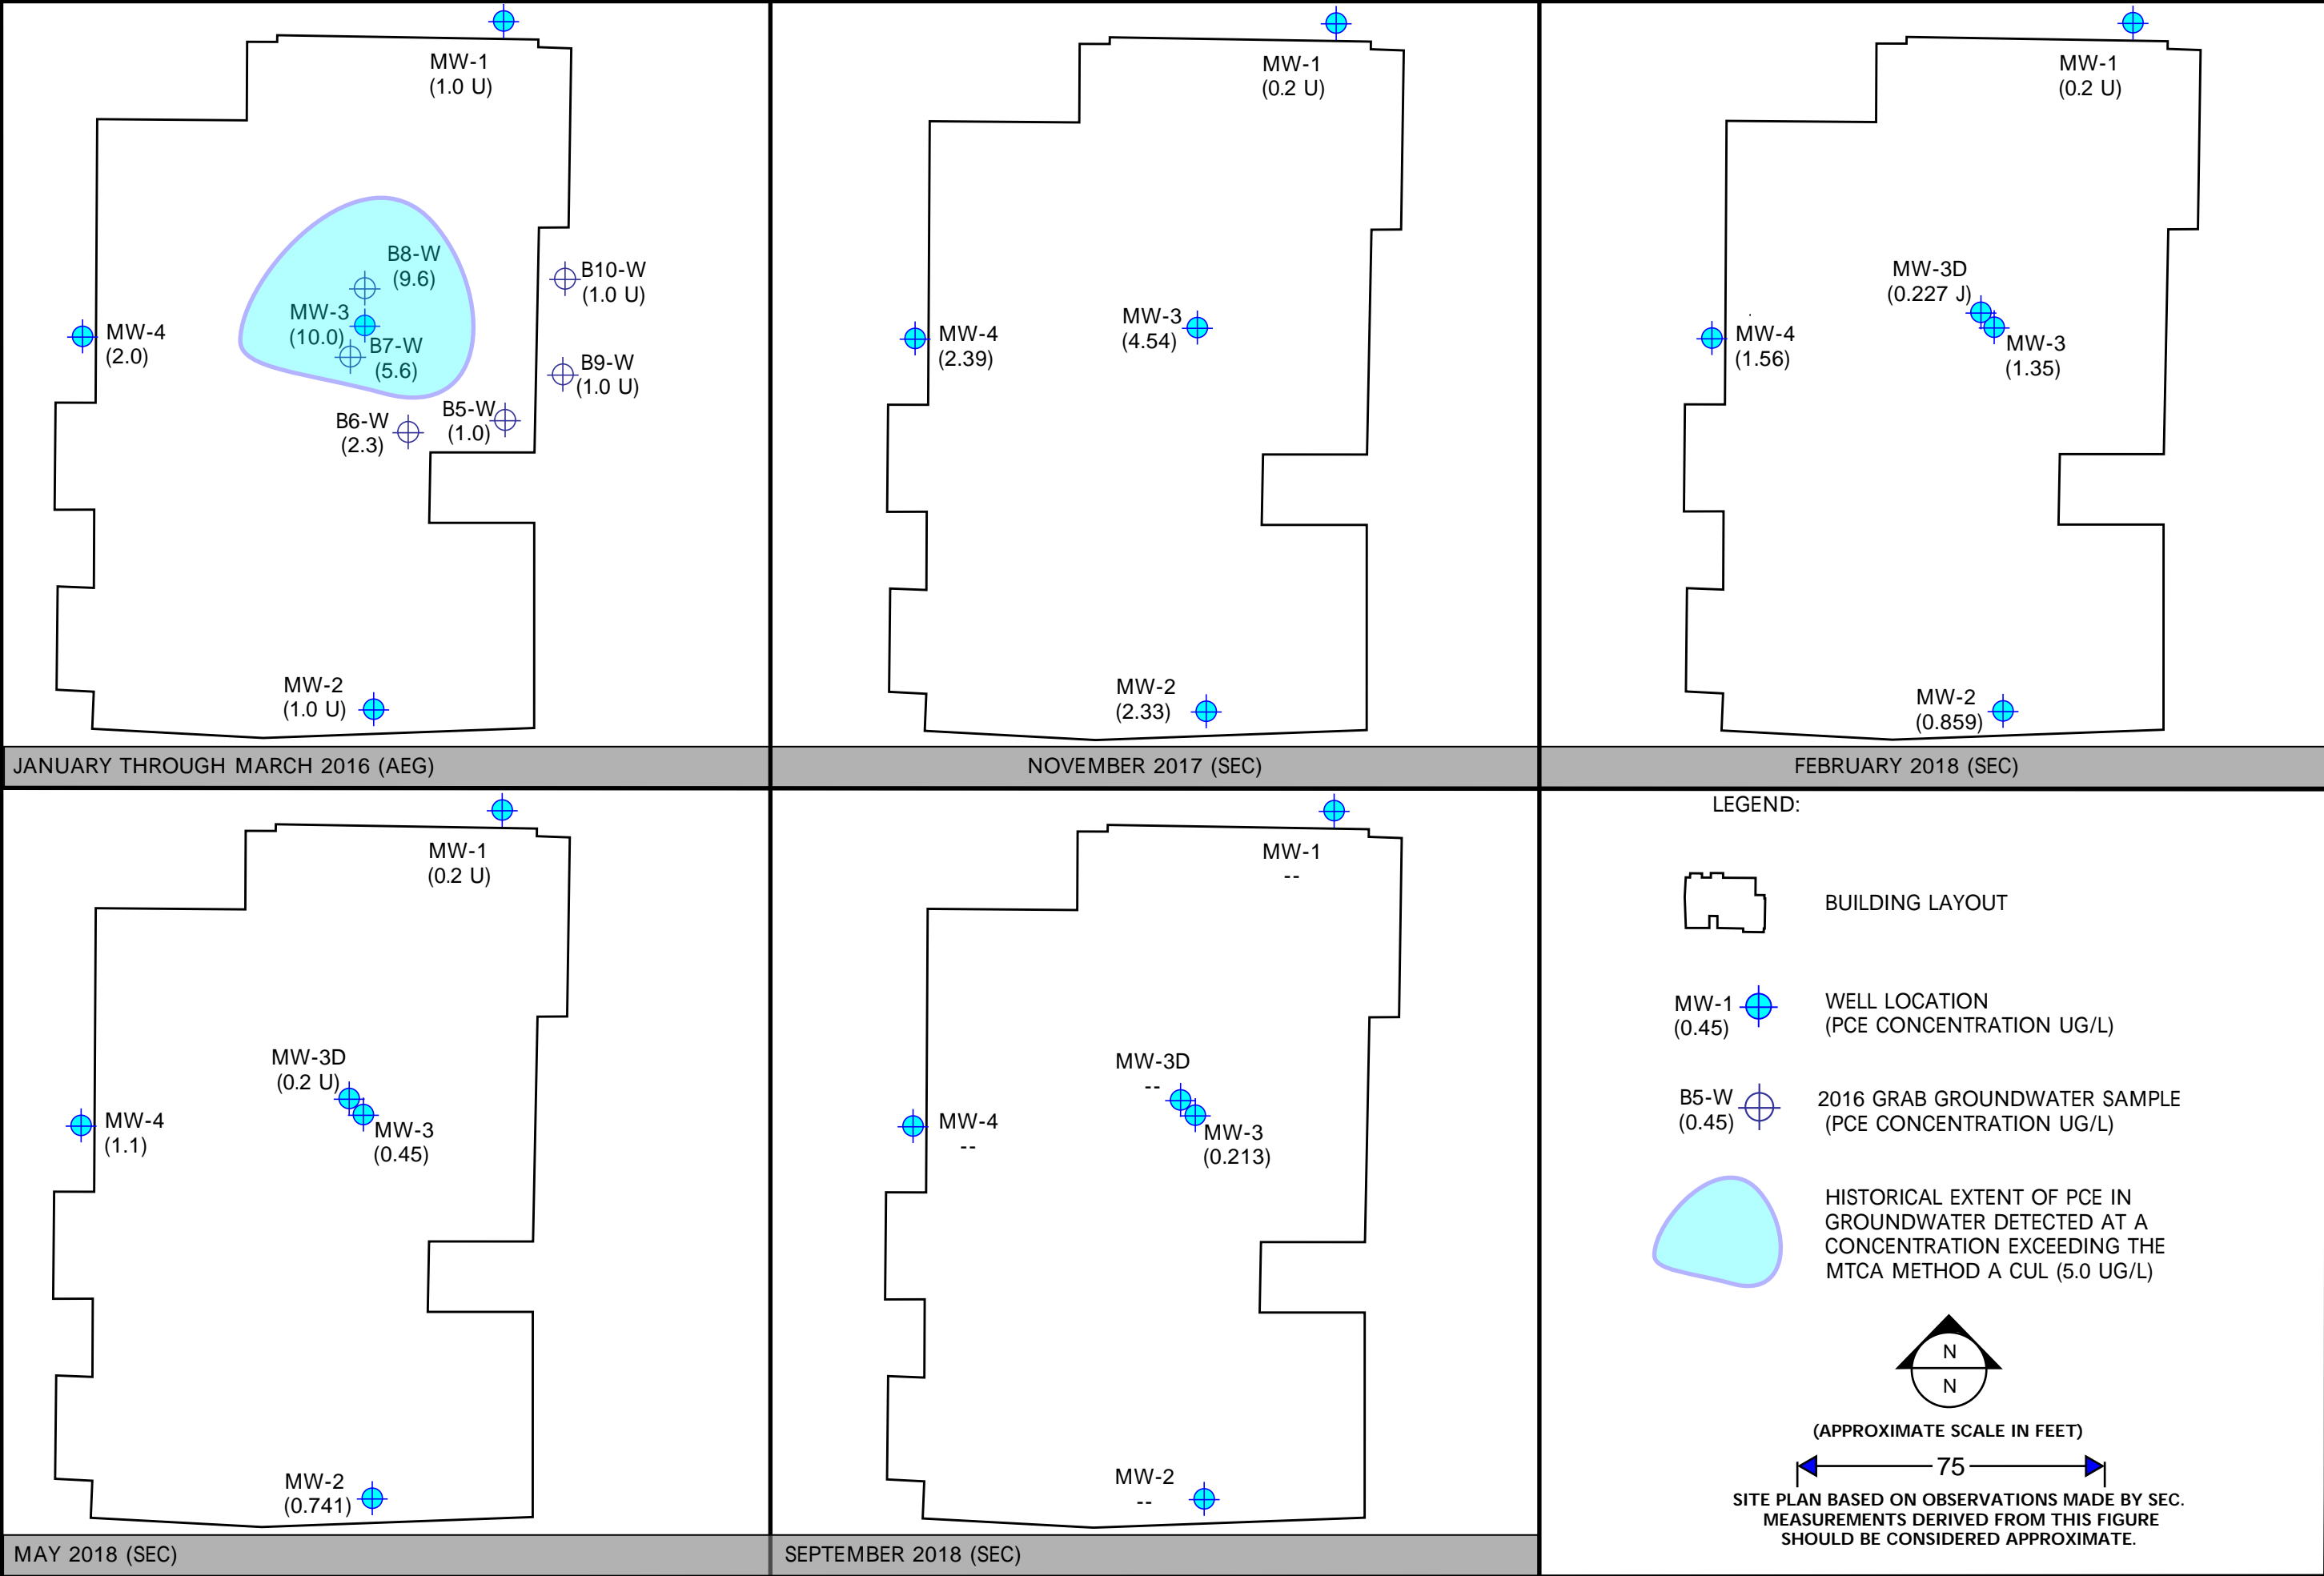 MW-1
(1.0 U)
B8-W
(9.6)
B10-W
(1.0 U)
MW-3
(10.0)
MW-4
(2.0)
B7-W
(5.6)
B9-W
(1.0 U)
B6-W
(2.3)
B5-W
(1.0)
MW-2
(1.0 U)
JANUARY THROUGH MARCH 2016 (AEG)
MW-1
(0.2 U)
MW-3
(4.54)
MW-4
(2.39)
MW-2
(2.33)
NOVEMBER 2017 (SEC)
MW-1
(0.2 U)
MW-3D
(0.227 J)
MW-4
(1.56)
MW-3
(1.35)
MW-2
(0.859)
FEBRUARY 2018 (SEC)
MW-1
(0.2 U)
MW-3D
(0.2 U)
MW-4
(1.1)
MW-3
(0.45)
MW-2
(0.741)
MAY 2018 (SEC)
MW-1
--
MW-3D
--
MW-4
--
MW-3
(0.213)
MW-2
--
SEPTEMBER 2018 (SEC)
LEGEND:
BUILDING LAYOUT
MW-1
(0.45)
WELL LOCATION
(PCE CONCENTRATION UG/L)
B5-W
(0.45)
2016 GRAB GROUNDWATER SAMPLE
(PCE CONCENTRATION UG/L)
HISTORICAL EXTENT OF PCE IN
GROUNDWATER DETECTED AT A
CONCENTRATION EXCEEDING THE
MTCA METHOD A CUL (5.0 UG/L)
N
N
(APPROXIMATE SCALE IN FEET)
75
SITE PLAN BASED ON OBSERVATIONS MADE BY SEC.
MEASUREMENTS DERIVED FROM THIS FIGURE
SHOULD BE CONSIDERED APPROXIMATE.